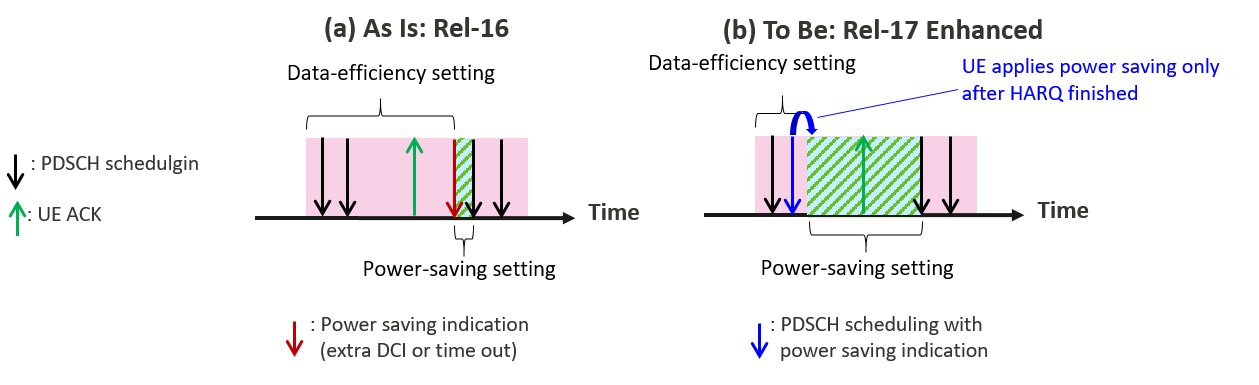 (a) As Is: Rel-16
Data-efficiency setting
: PDSCH schedulgin
: UE ACK
Time
Power-saving setting
: Power saving indication
(extra DCI or time out)
(b) To Be: Rel-17 Enhanced
Data-efficiency setting
UE applies power saving only
after HARQ finished
Time
Power-saving setting
: PDSCH scheduling with
power saving indication